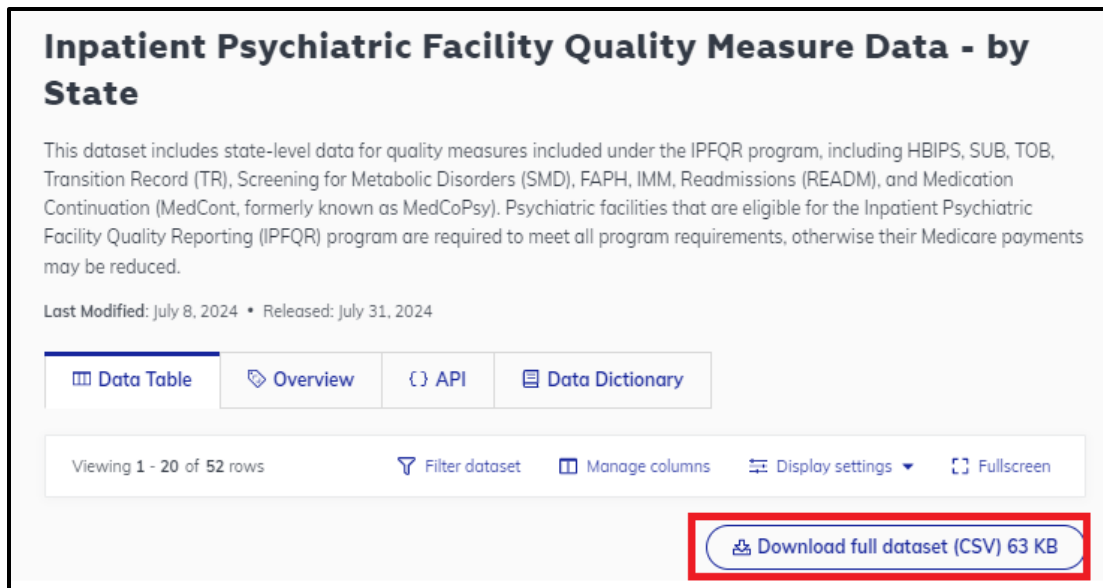 Inpatient Psychiatric Facility Quality Measure Data - by
State
This dataset includes state-level data for quality measures included under the IPFQR program, including HBIPS, SUB, TOB,
Transition Record (TR), Screening for Metabolic Disorders (SMD), FAPH, IMM, Readmissions (READM), and Medication
Continuation (MedCont, formerly known as MedCoPsy). Psychiatric facilities that are eligible for the Inpatient Psychiatric
Facility Quality Reporting (IPFQR) program are required to meet all program requirements, otherwise their Medicare payments
may be reduced.
Last Modified: July 8, 2024 • Released: July 31, 2024
Data Table Overview {} API Data Dictionary
Viewing 1 - 20 of 52 rows Filter dataset Manage columns Display settings Fullscreen
Download full dataset (CSV) 63 KB